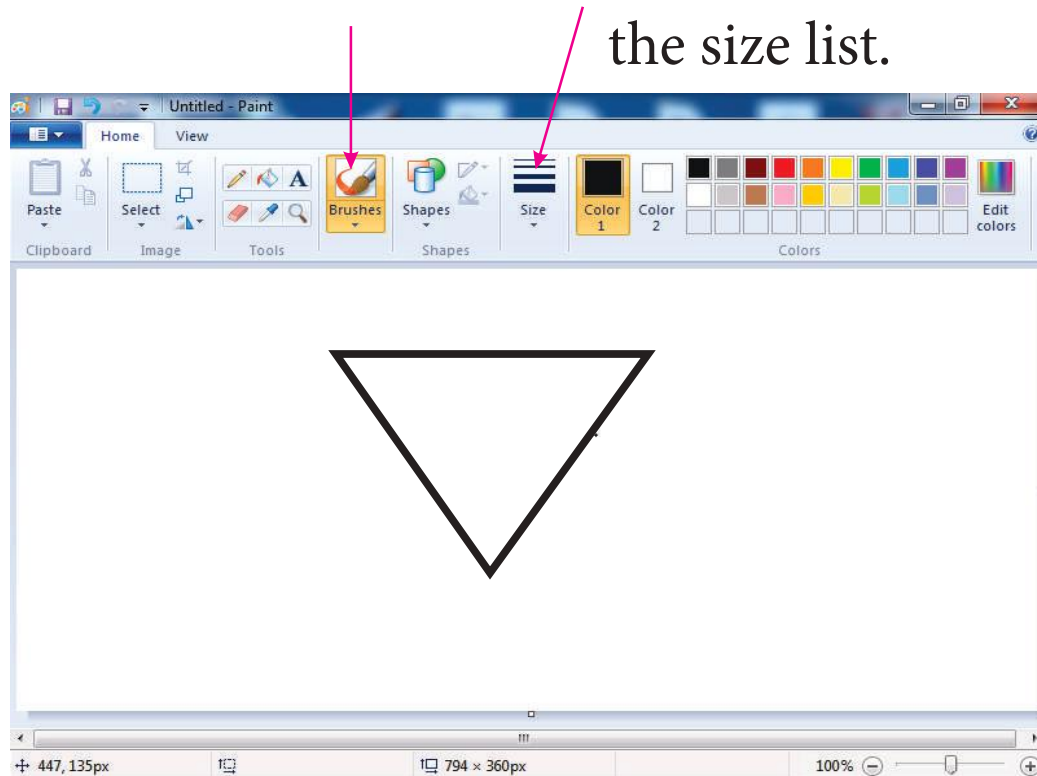 the size list.
Untitled - Paint
Home View
Paste Select A Brushes Shapes Size Color 1 Color 2 Edit colors
Clipboard Image Tools Shapes Colors
447, 135px 794 × 360px 100%